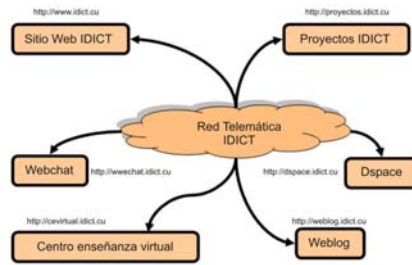 http://www.idict.cu
http://proyectos.idict.cu
Sitio Web IDICT
Proyectos IDICT
Red Telemática
IDICT
Webchat
http://wwechat.idict.cu
http://dspace.idict.cu
Dspace
http://cevirtual.idict.cu
http://weblog.idict.cu
Centro enseñanza virtual
Weblog